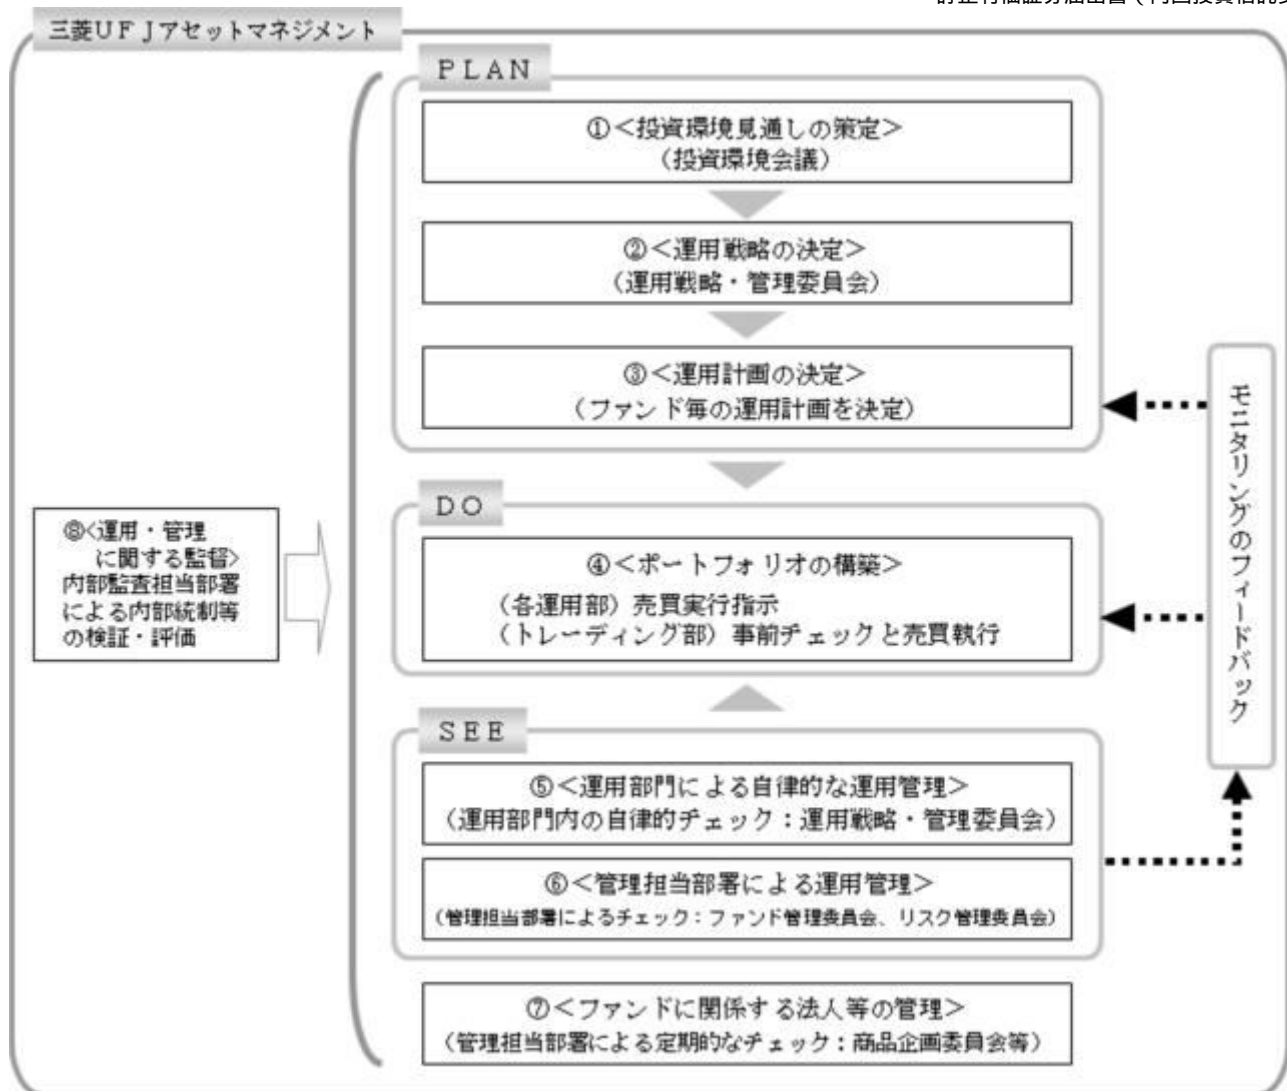 三菱UFJアセットマネジメント
PLAN
①<投資環境見通しの策定>
(投資環境会議)
②<運用戦略の決定>
(運用戦略・管理委員会)
③<運用計画の決定>
(ファンド毎の運用計画を決定)
DO
④<ポートフォリオの構築>
(各運用部)売買実行指示
(トレーディング部)事前チェックと売買執行
SEE
⑤<運用部門による自律的な運用管理>
(運用部門内の自律的チェック:運用戦略・管理委員会)
⑥<管理担当部署による運用管理>
(管理担当部署によるチェック:ファンド管理委員会、リスク管理委員会)
⑦<ファンドに関係する法人等の管理>
(管理担当部署による定期的なチェック:商品企画委員会等)
⑧<運用・管理
に関する監督>
内部監査担当部署
による内部統制等
の検証・評価
モニタリングのフィードバック